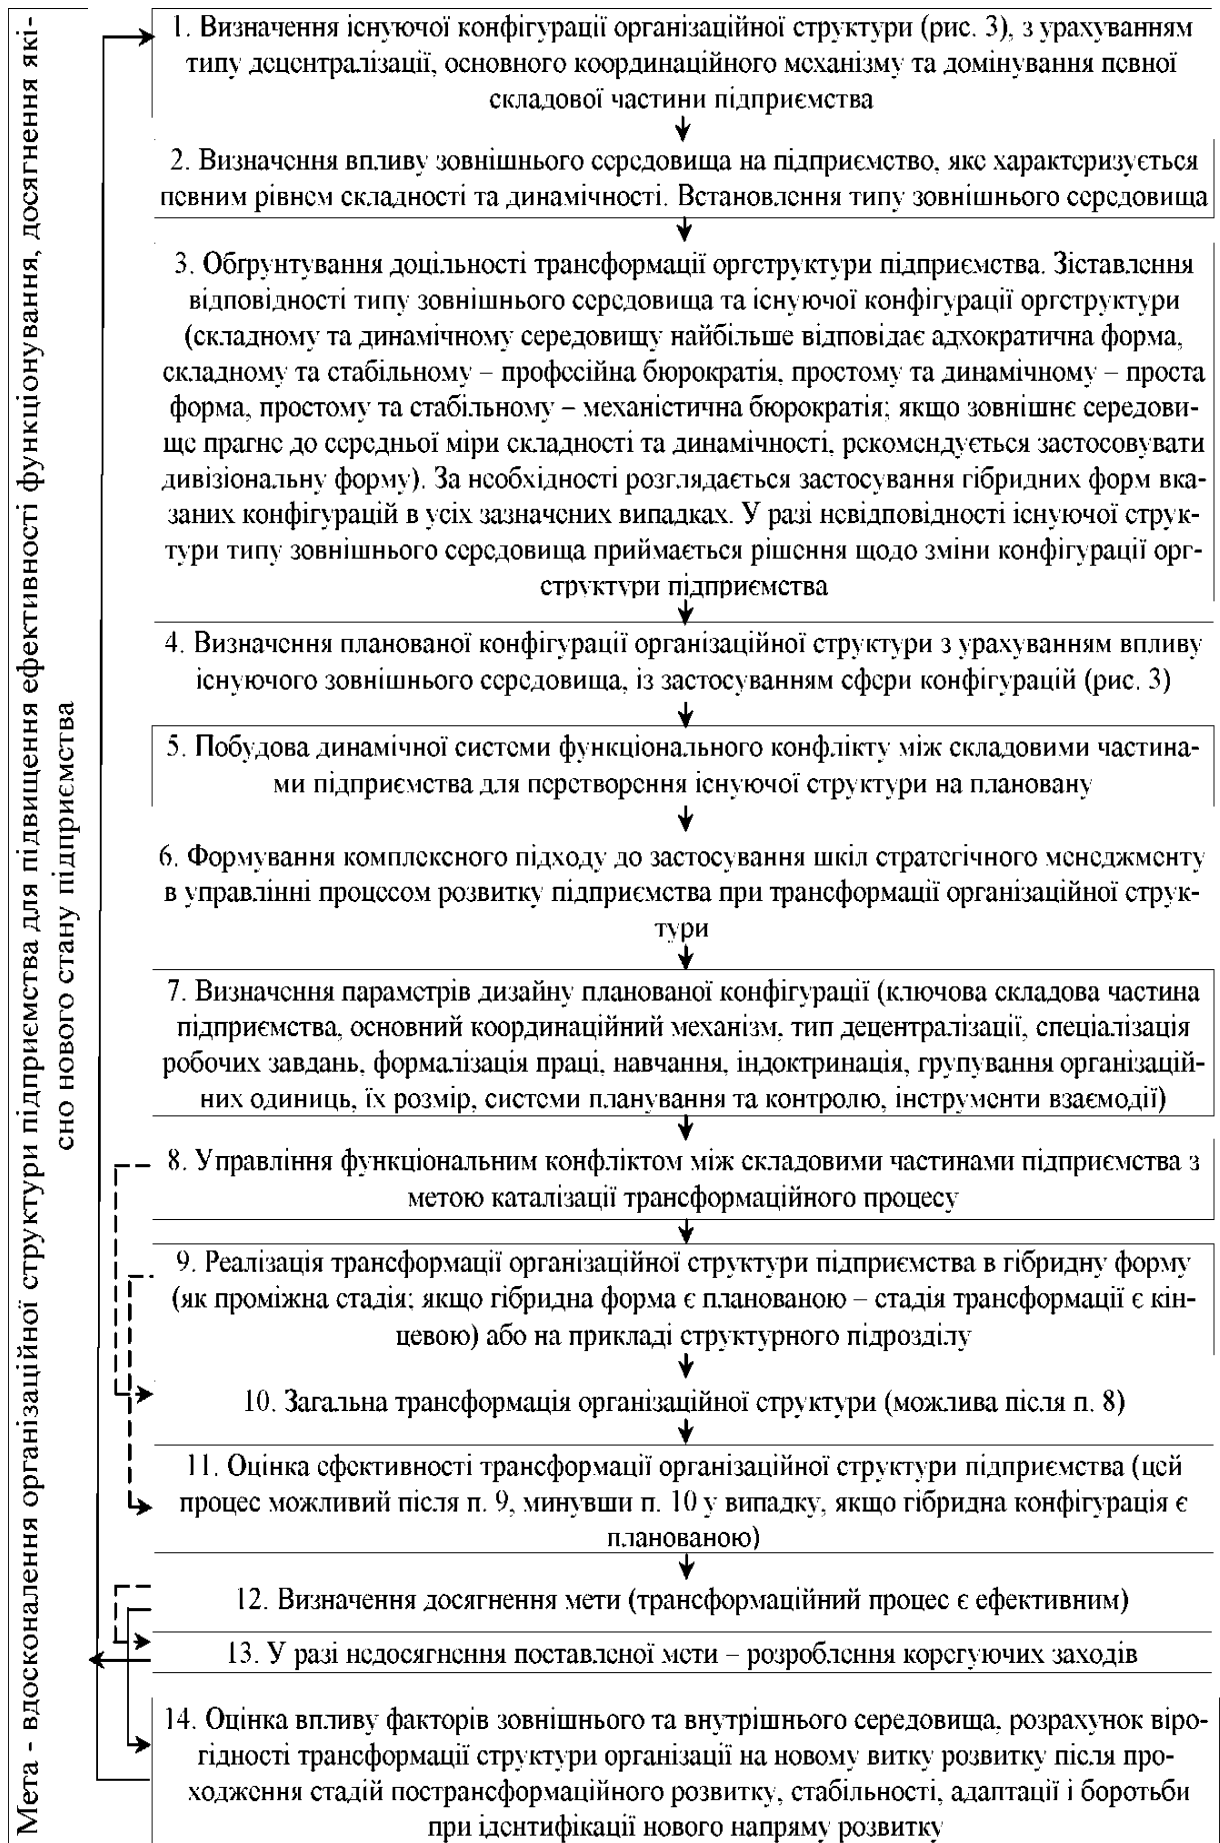 Мета - вдосконалення організаційної структури підприємства для підвищення ефективності функціонування, досягнення які-
сно нового стану підприємства
1. Визначення існуючої конфігурації організаційної структури (рис. 3), з урахуванням
типу децентралізації, основного координаційного механізму та домінування певної
складової частини підприємства
2. Визначення впливу зовнішнього середовища на підприємство, яке характеризується
певним рівнем складності та динамічності. Встановлення типу зовнішнього середовища
3. Обґрунтування доцільності трансформації оргструктури підприємства. Зіставлення
відповідності типу зовнішнього середовища та існуючої конфігурації оргструктури
(складному та динамічному середовищу найбільше відповідає адхократична форма,
складному та стабільному – професійна бюрократія, простому та динамічному – проста
форма, простому та стабільному – механістична бюрократія; якщо зовнішнє середови-
ще прагне до середньої міри складності та динамічності, рекомендується застосовувати
дивізіональну форму). За необхідності розглядається застосування гібридних форм вка-
заних конфігурацій в усіх зазначених випадках. У разі невідповідності існуючої струк-
тури типу зовнішнього середовища приймається рішення щодо зміни конфігурації орг-
структури підприємства
4. Визначення планованої конфігурації організаційної структури з урахуванням впливу
існуючого зовнішнього середовища, із застосуванням сфери конфігурацій (рис. 3)
5. Побудова динамічної системи функціонального конфлікту між складовими частина-
ми підприємства для перетворення існуючої структури на плановану
6. Формування комплексного підходу до застосування шкіл стратегічного менеджменту
в управлінні процесом розвитку підприємства при трансформації організаційної струк-
тури
7. Визначення параметрів дизайну планованої конфігурації (ключова складова частина
підприємства, основний координаційний механізм, тип децентралізації, спеціалізація
робочих завдань, формалізація праці, навчання, індоктринація, групування організацій-
них одиниць, їх розмір, системи планування та контролю, інструменти взаємодії)
8. Управління функціональним конфліктом між складовими частинами підприємства з
метою каталізації трансформаційного процесу
9. Реалізація трансформації організаційної структури підприємства в гібридну форму
(як проміжна стадія; якщо гібридна форма є планованою – стадія трансформації є кін-
цевою) або на прикладі структурного підрозділу
10. Загальна трансформація організаційної структури (можлива після п. 8)
11. Оцінка ефективності трансформації організаційної структури підприємства (цей
процес можливий після п. 9, минувши п. 10 у випадку, якщо гібридна конфігурація є
планованою)
12. Визначення досягнення мети (трансформаційний процес є ефективним)
13. У разі недосягнення поставленої мети – розроблення корегуючих заходів
14. Оцінка впливу факторів зовнішнього та внутрішнього середовища, розрахунок віро-
гідності трансформації структури організації на новому витку розвитку після про-
ходження стадій пострансформаційного розвитку, стабільності, адаптації і боротьби
при ідентифікації нового напряму розвитку